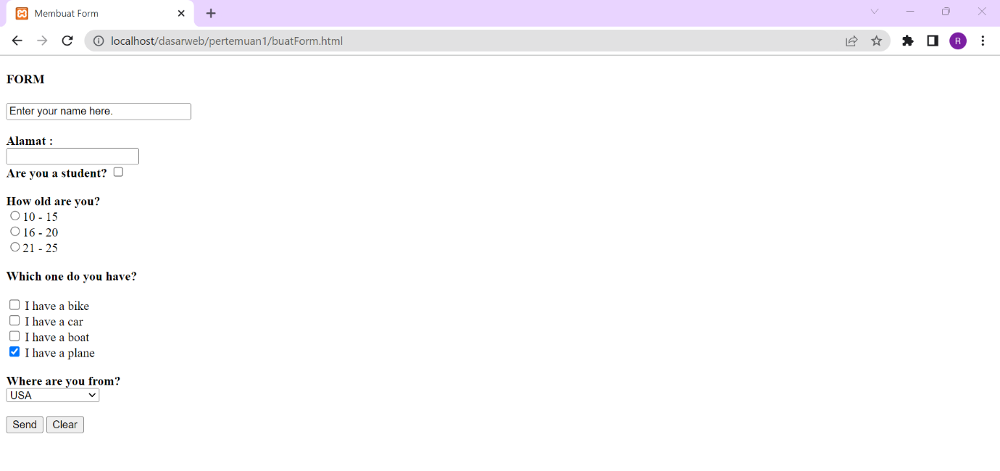 Membuat Form
localhost/dasarweb/pertemuan1/buatForm.html
R
FORM
Enter your name here.
Alamat :
Are you a student?
How old are you?
10 - 15
16 - 20
21 - 25
Which one do you have?
I have a bike
I have a car
I have a boat
I have a plane
Where are you from?
USA
Send Clear